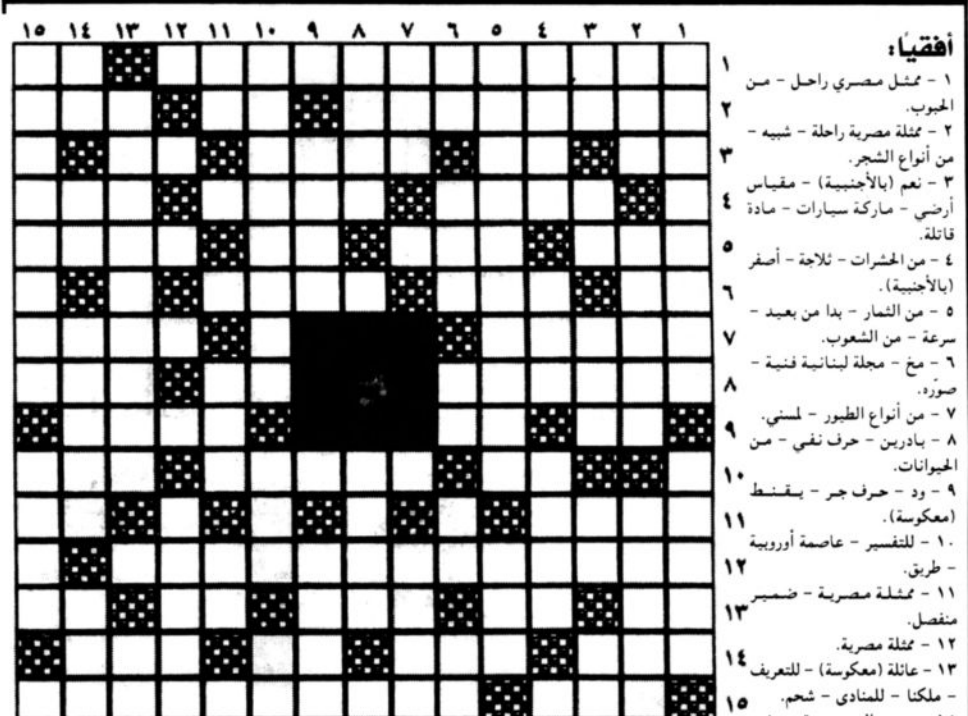 ١٥ ١٤ ١٣ ١٢ ١١ ١٠ ٩ ٨ ٧ ٦ ٥ ٤ ٣ ٢ ١
١
٢
٣
٤
٥
٦
٧
٨
٩
١٠
١١
١٢
١٣
١٤
١٥
أفقيًا:
١ - ممثل مصري راحل - من
الحبوب.
٢ - ممثلة مصرية راحلة - شبيه -
من أنواع الشجر.
٣ - نعم (بالأجنبية) - مقياس
أرضي - ماركة سيارات - مادة
قاتلة.
٤ - من الحشرات - ثلاجة - أصفر
(بالأجنبية).
٥ - من الثمار - بدا من بعيد -
سرعة - من الشعوب.
٦ - مخ - مجلة لبنانية فنية -
صوّره.
٧ - من أنواع الطيور - لمسني.
٨ - بادرين - حرف نفي - من
الحيوانات.
٩ - ود - حرف جر - يقنط
(معكوسة).
١٠ - للتفسير - عاصمة أوروبية
- طريق.
١١ - ممثلة مصرية - ضمير
منفصل.
١٢ - ممثلة مصرية.
١٣ - عائلة (معكوسة) - للتعريف
- ملكنا - للمنادى - شحم.